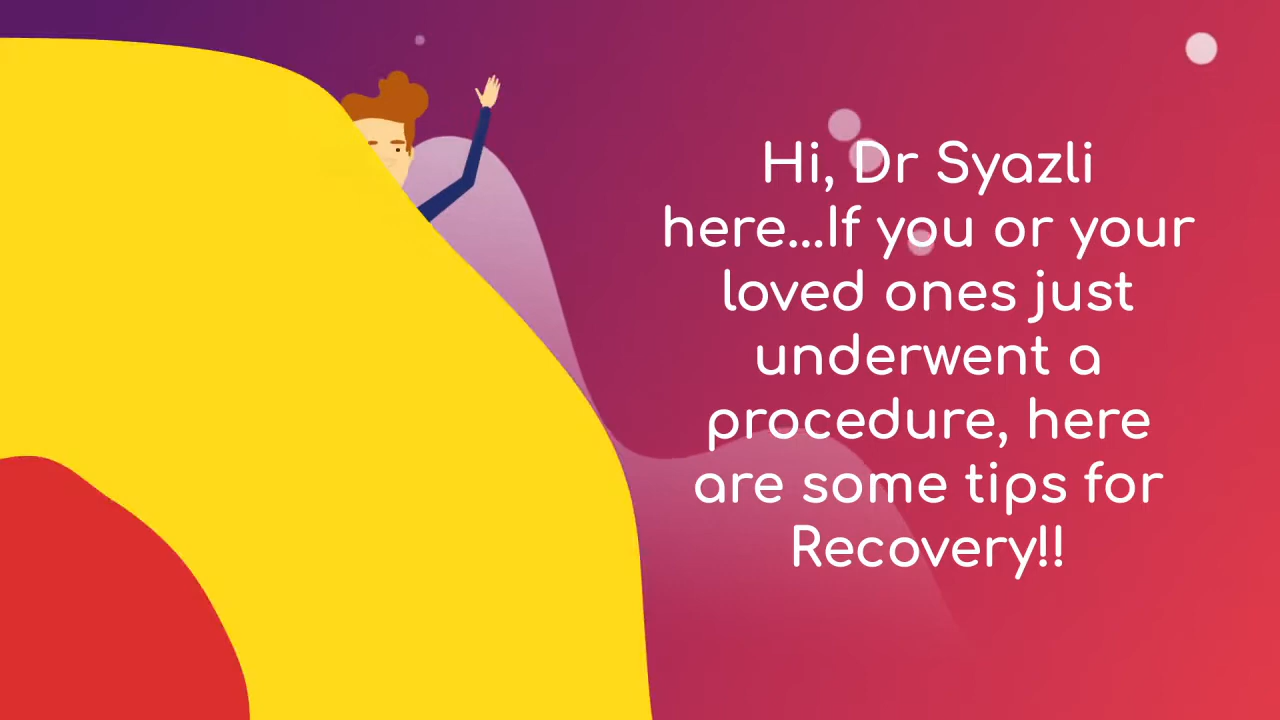 Hi, Dr Syazli
here...If you or your
loved ones just
underwent a
procedure, here
are some tips for
Recovery!!